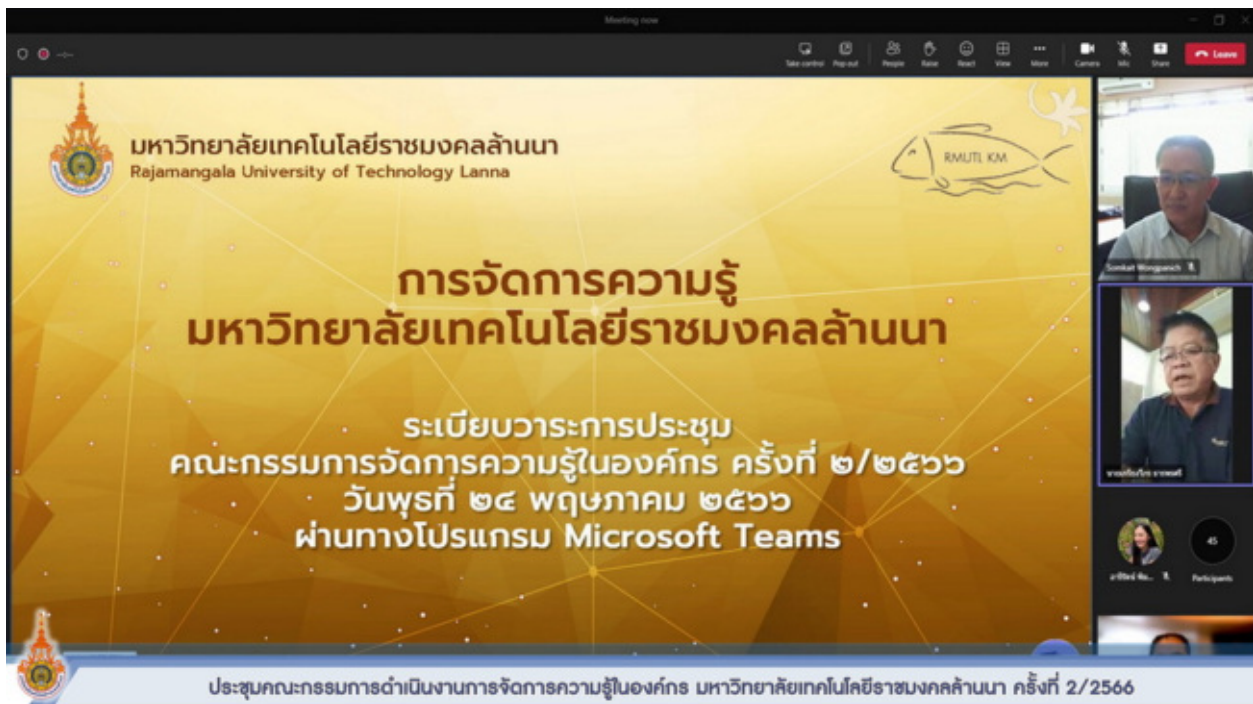 Meeting now
Take control
Pop out
People
Raise
React
View
More
Camera
Mic
Share
Leave
มหาวิทยาลัยเทคโนโลยีราชมงคลล้านนา
Rajamangala University of Technology Lanna
RMUTL KM
การจัดการความรู้
มหาวิทยาลัยเทคโนโลยีราชมงคลล้านนา
ระเบียบวาระการประชุม
คณะกรรมการจัดการความรู้ในองค์กร ครั้งที่ ๒/๒๕๖๖
วันพุธที่ ๒๔ พฤษภาคม ๒๕๖๖
ผ่านทางโปรแกรม Microsoft Teams
Somkait Wongpanich
45
Participants
ประชุมคณะกรรมการดำเนินงานการจัดการความรู้ในองค์กร มหาวิทยาลัยเทคโนโลยีราชมงคลล้านนา ครั้งที่ 2/2566